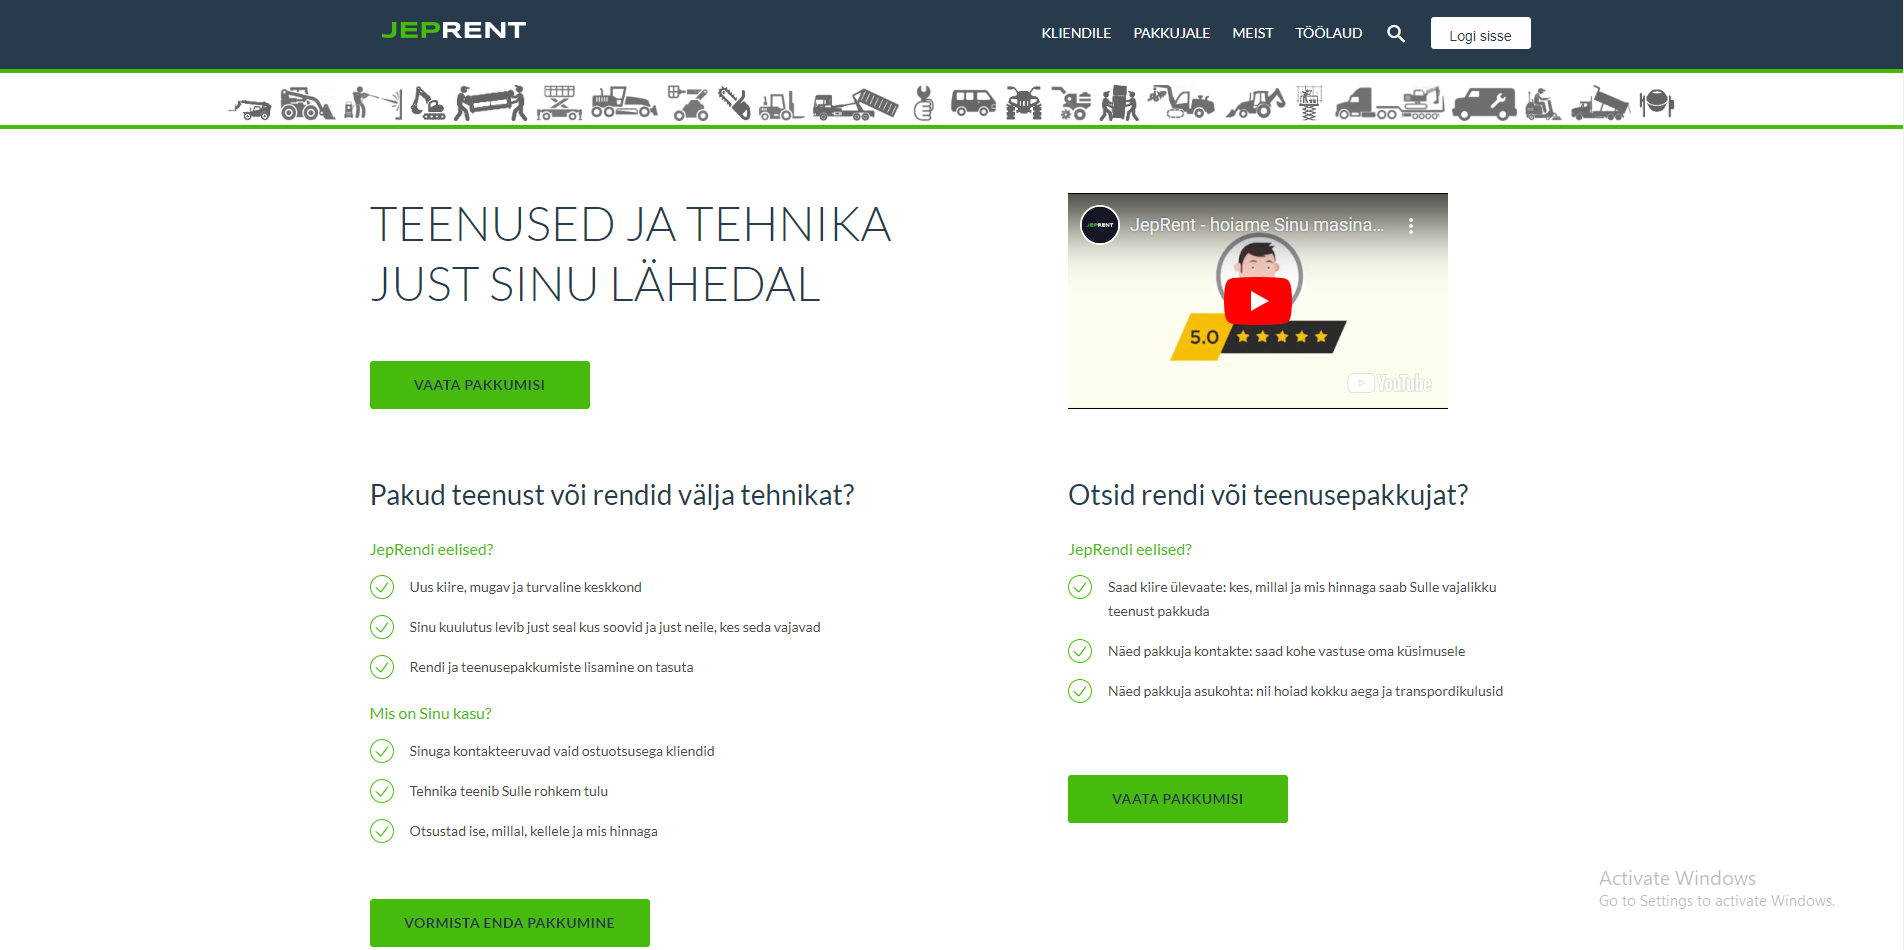 JEPRENT
KLIENDILE PAKKUJALE MEIST TÖÖLAUD Logi sisse
TEENUSED JA TEHNIKA
JUST SINU LÄHEDAL
VAATA PAKKUMISI
JEPRENT
JepRent - hoiame Sinu masina...
5.0
YouTube
Pakud teenust või rendid välja tehnikat?
JepRendi eelised?
Uus kiire, mugav ja turvaline keskkond
Sinu kuulutus levib just seal kus soovid ja just neile, kes seda vajavad
Rendi ja teenusepakkumiste lisamine on tasuta
Mis on Sinu kasu?
Sinuga kontakteeruvad vaid ostuotsusega kliendid
Tehnika teenib Sulle rohkem tulu
Otsustad ise, millal, kellele ja mis hinnaga
VORMISTA ENDA PAKKUMINE
Otsid rendi või teenusepakkujat?
JepRendi eelised?
Saad kiire ülevaate: kes, millal ja mis hinnaga saab Sulle vajalikku
teenust pakkuda
Näed pakkuja kontakte: saad kohe vastuse oma küsimusele
Näed pakkuja asukohta: nii hoiad kokku aega ja transpordikulusid
VAATA PAKKUMISI
Activate Windows
Go to Settings to activate Windows.